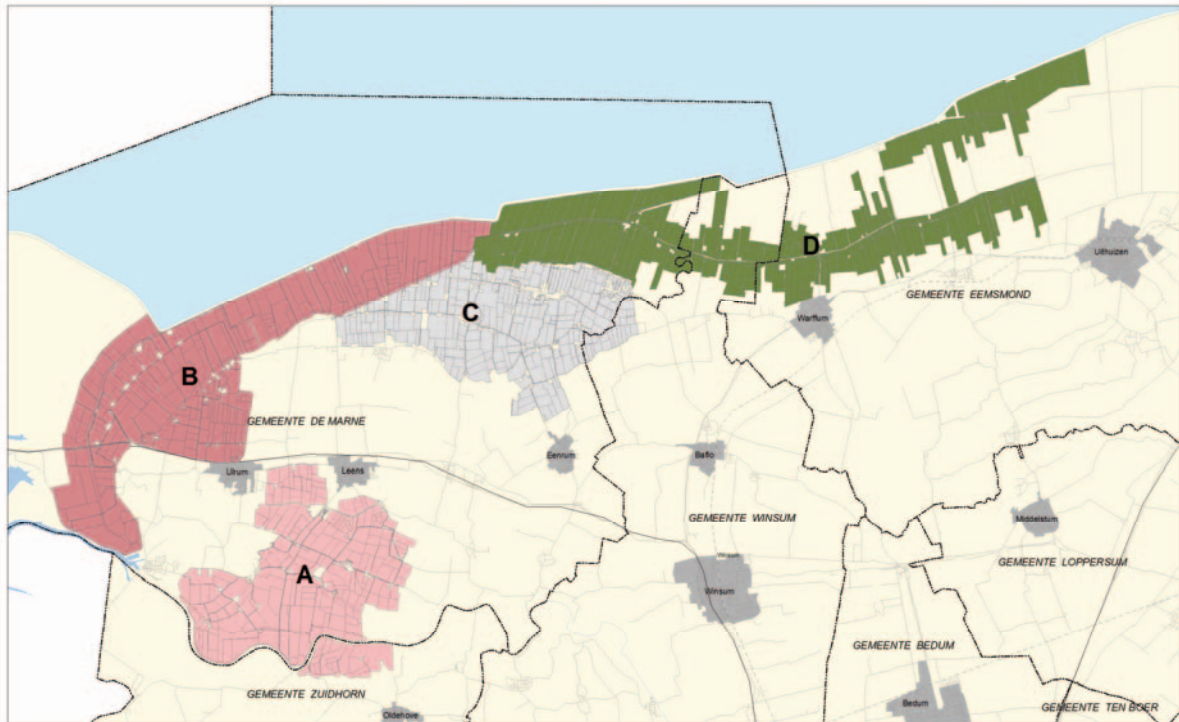 D
Uithuizen
GEMEENTE EEMSMOND
C
Warffum
B
GEMEENTE DE MARNE
Eenrum
Baflo
Ulrum
Leens
GEMEENTE WINSUM
Middelstum
Winsum
GEMEENTE LOPPERSUM
A
Winsum
GEMEENTE BEDUM
GEMEENTE ZUIDHORN
Bedum
GEMEENTE TEN BOER
Oldehove